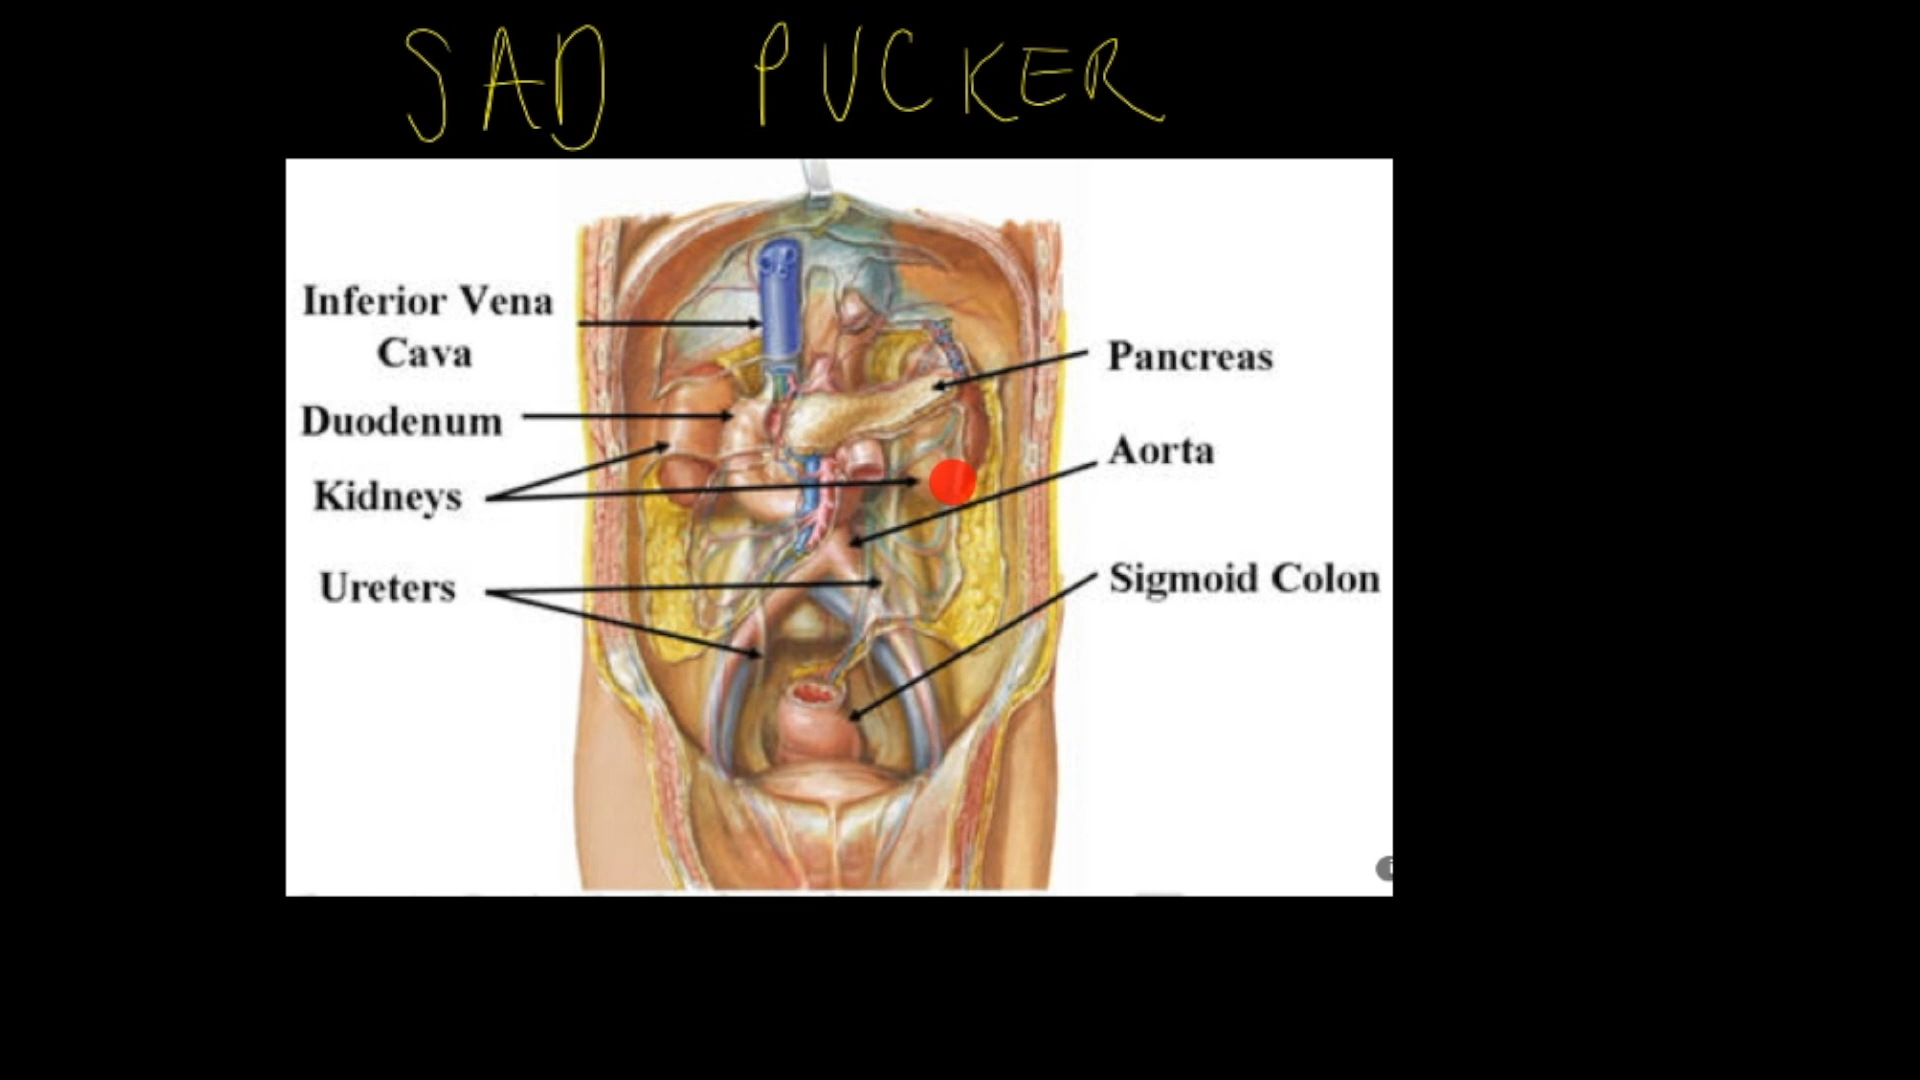 SAD PUCKER
Inferior Vena
Cava
Duodenum
Kidneys
Ureters
Pancreas
Aorta
Sigmoid Colon